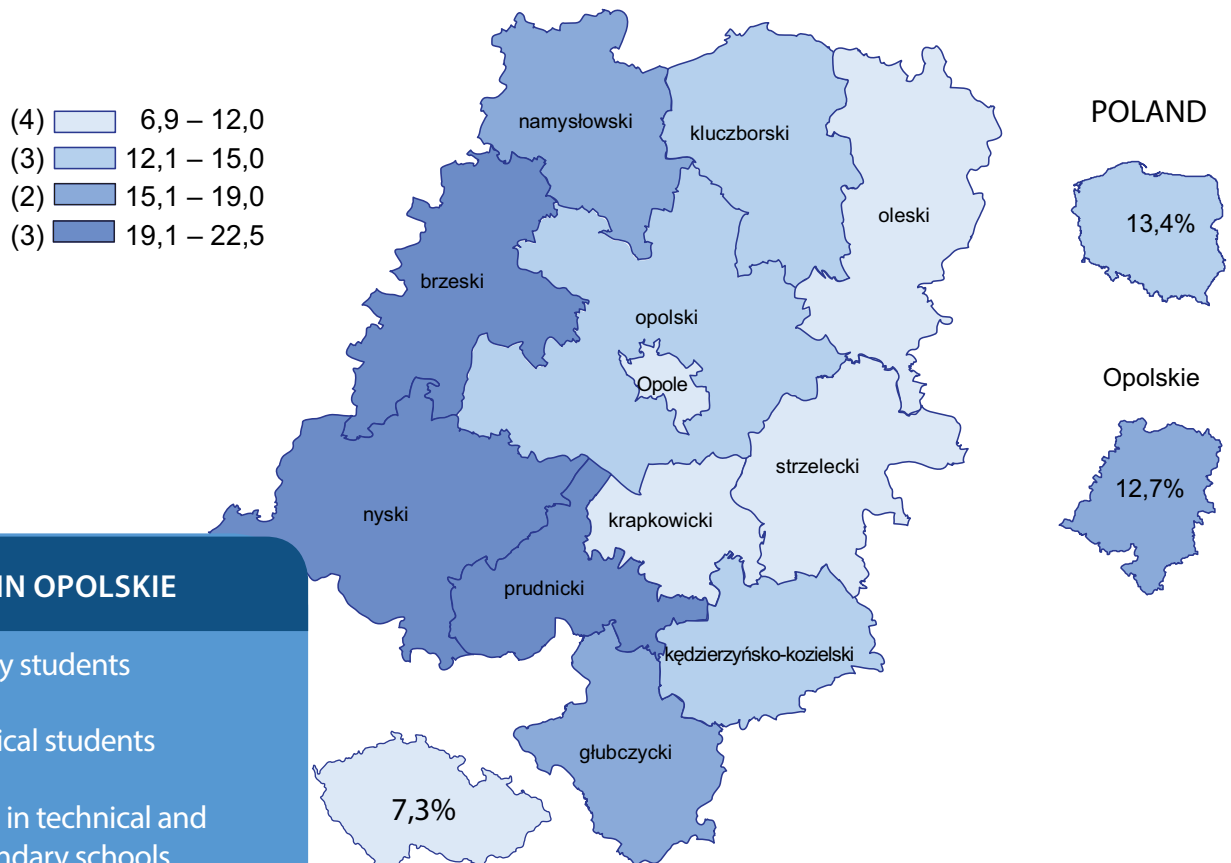 (4) 6,9 – 12,0
(3) 12,1 – 15,0
(2) 15,1 – 19,0
(3) 19,1 – 22,5
namysłowski
kluczborski
oleski
brzeski
opolski
Opole
strzelecki
krapkowicki
nyski
prudnicki
kędzierzyńsko-kozielski
głubczycki
POLAND
13,4%
Opolskie
12,7%
7,3%
IN OPOLSKIE
y students
ical students
in technical and
ndary schools